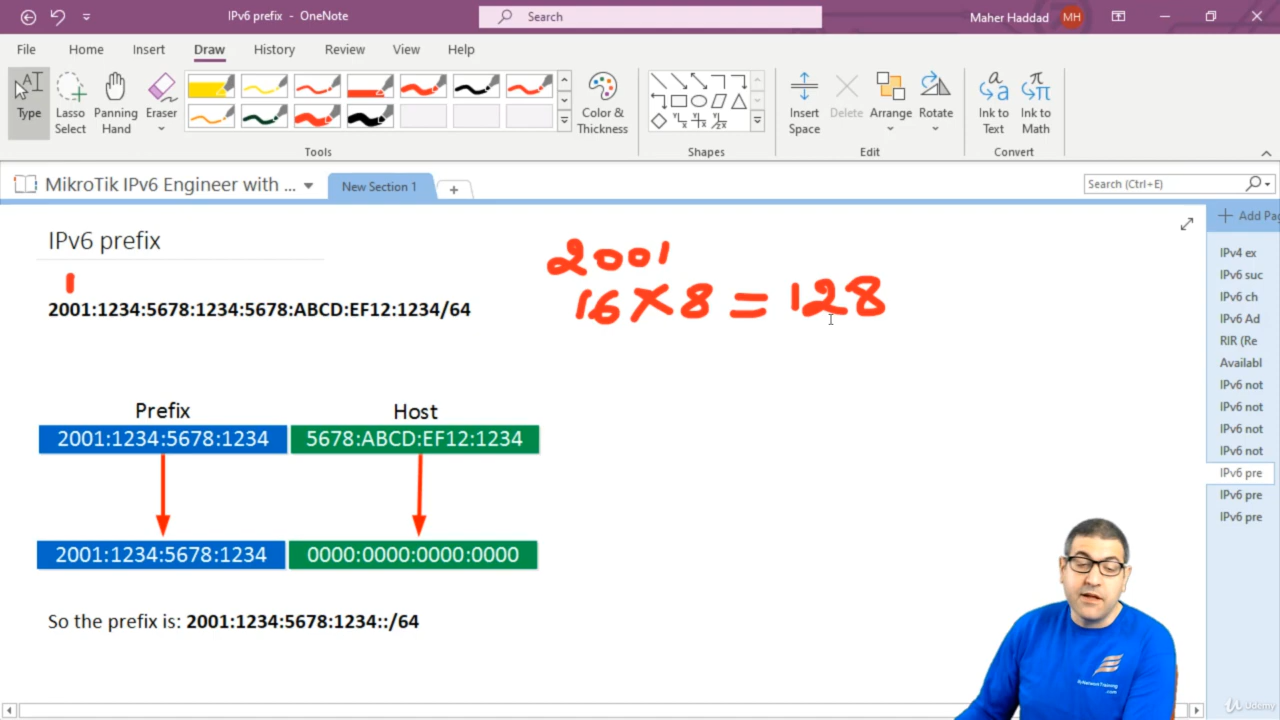 IPv6 prefix - OneNote
Search
Maher Haddad MH
File Home Insert Draw History Review View Help
Type
Lasso Select
Panning Hand
Eraser
Color & Thickness
Insert Space
Delete
Arrange
Rotate
Ink to Text
Ink to Math
Tools
Shapes
Edit
Convert
MikroTik IPv6 Engineer with ...
New Section 1
Search (Ctrl+E)
IPv6 prefix
2001:1234:5678:1234:5678:ABCD:EF12:1234/64
2001
16 X 8 = 128
Prefix Host
2001:1234:5678:1234 5678:ABCD:EF12:1234
2001:1234:5678:1234 0000:0000:0000:0000
So the prefix is: 2001:1234:5678:1234::/64
Add Pag
IPv4 ex
IPv6 suc
IPv6 ch
IPv6 Ad
RIR (Re
Availabl
IPv6 not
IPv6 not
IPv6 not
IPv6 not
IPv6 pre
IPv6 pre
IPv6 pre
Udemy